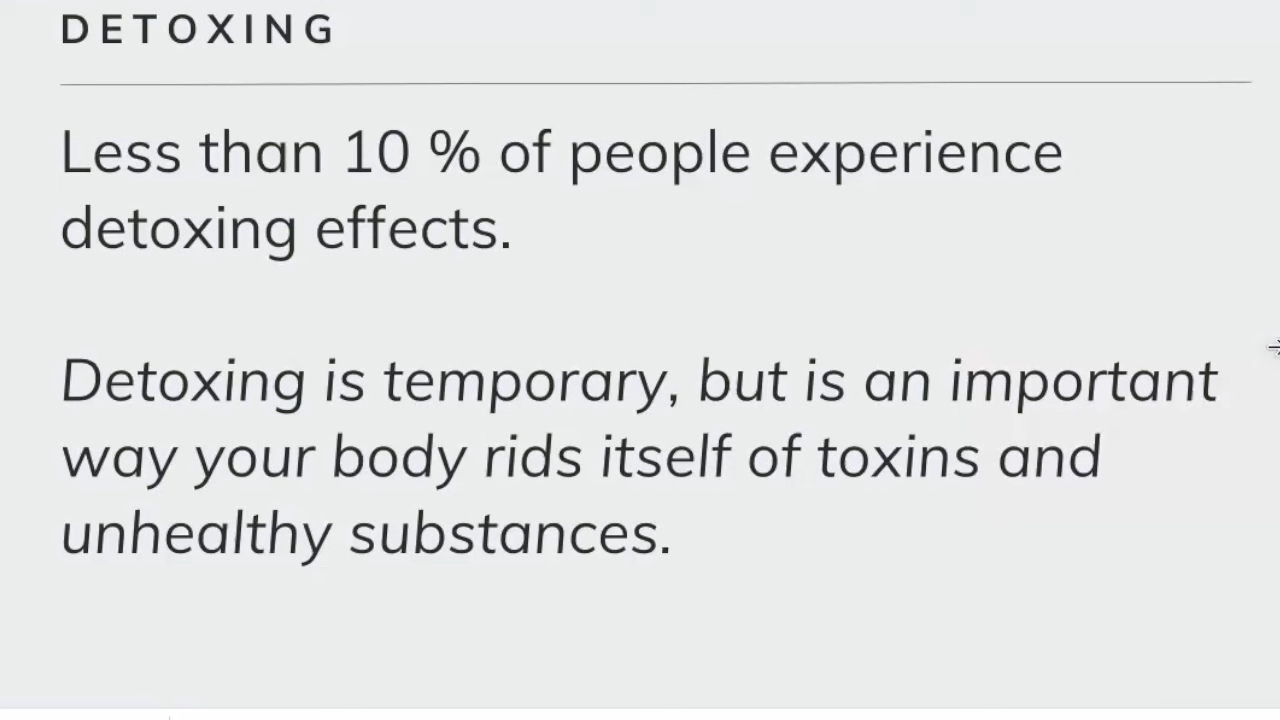 DETOXING
Less than 10 % of people experience
detoxing effects.
Detoxing is temporary, but is an important
way your body rids itself of toxins and
unhealthy substances.